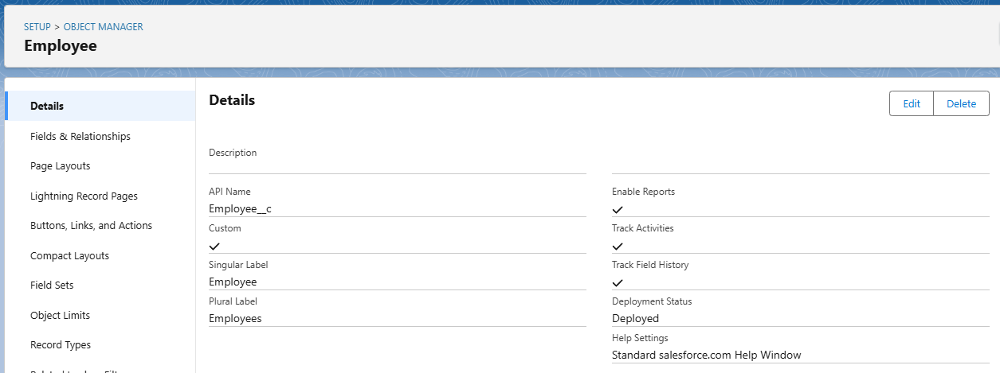 SETUP > OBJECT MANAGER
Employee
Details
Fields & Relationships
Page Layouts
Lightning Record Pages
Buttons, Links, and Actions
Compact Layouts
Field Sets
Object Limits
Record Types
Details
Edit
Delete
Description
API Name
Employee__c
Custom
Singular Label
Employee
Plural Label
Employees
Enable Reports
Track Activities
Track Field History
Deployment Status
Deployed
Help Settings
Standard salesforce.com Help Window